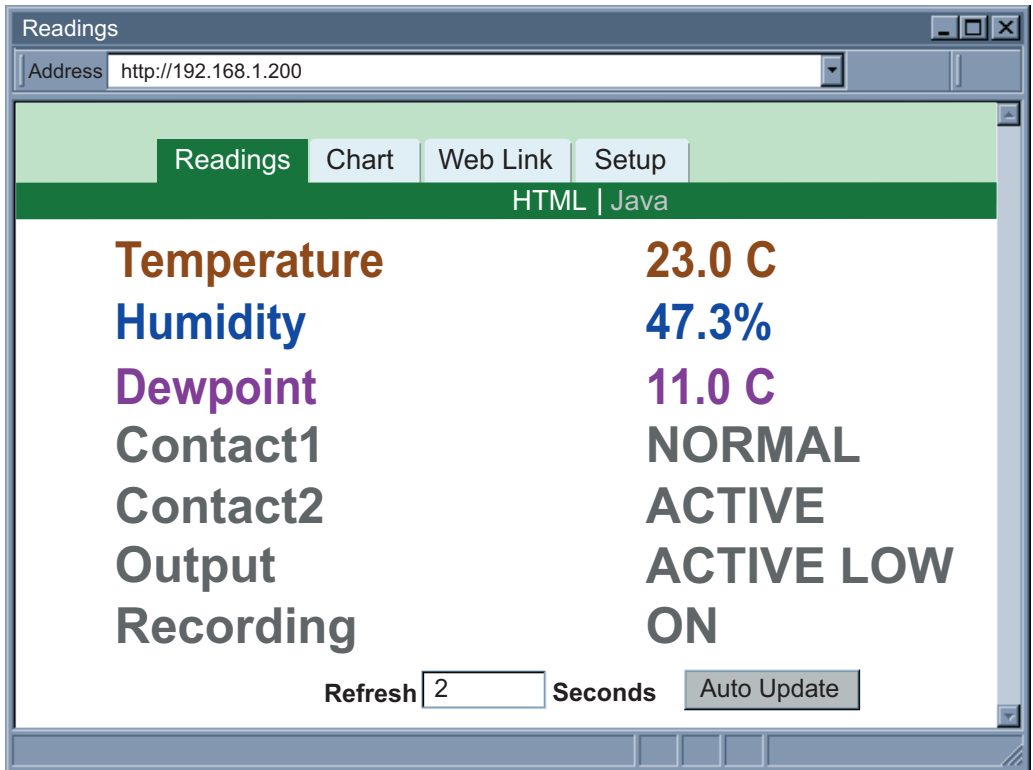 Readings
Address http://192.168.1.200
Readings Chart Web Link Setup
HTML | Java
Temperature 23.0 C
Humidity 47.3%
Dewpoint 11.0 C
Contact1 NORMAL
Contact2 ACTIVE
Output ACTIVE LOW
Recording ON
Refresh 2 Seconds Auto Update